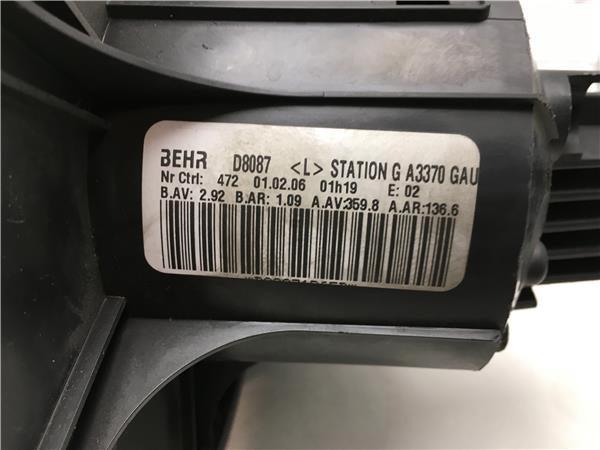 BEHR D8087 <L> STATION G A3370 GAU
Nr Ctrl: 472 01.02.06 01h19 E: 02
B.AV: 2.92 B.AR: 1.09 A.AV:359.8 A.AR:136.6